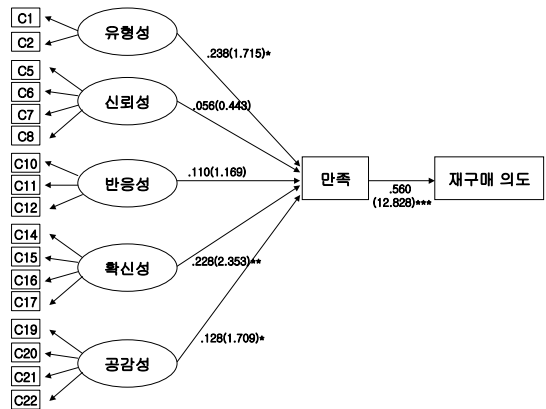 C1
C2
유형성
.238(1.715)*
C5
C6
C7
C8
신뢰성
.056(0.443)
C10
C11
C12
반응성
.110(1.169)
만족
.560
(12.828)***
재구매 의도
C14
C15
C16
C17
확신성
.228(2.353)**
C19
C20
C21
C22
공감성
.128(1.709)*